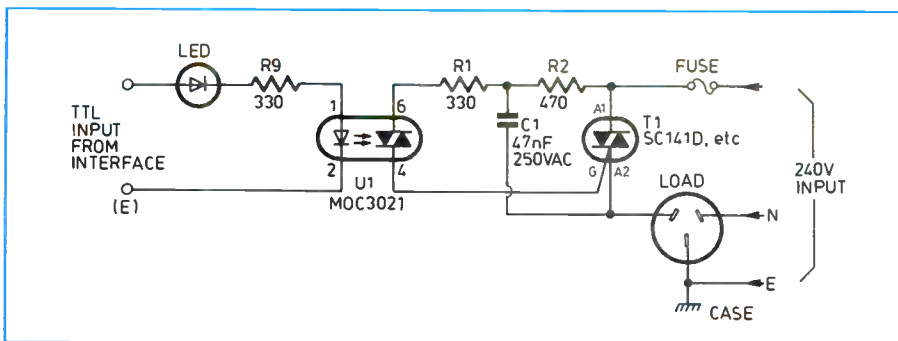 LED
R9
330
TTL
INPUT
FROM
INTERFACE
(E)
1
2
6
4
U1
MOC3021
R1
330
R2
470
C1
47nF
250VAC
FUSE
A1
T1
SC141D, etc
G
A2
LOAD
240V
INPUT
N
E
CASE